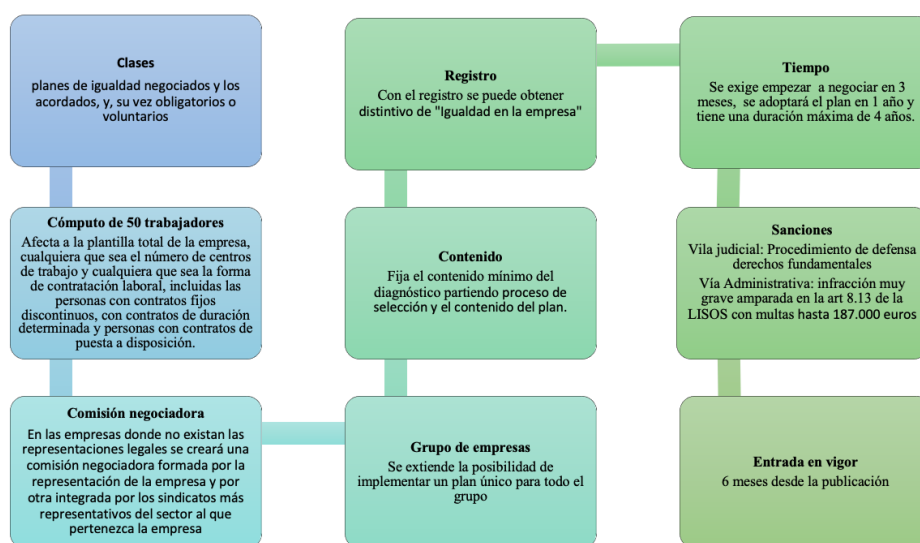 Clases
planes de igualdad negociados y los
acordados, y, su vez obligatorios o
voluntarios
Cómputo de 50 trabajadores
Afecta a la plantilla total de la empresa,
cualquiera que sea el número de centros
de trabajo y cualquiera que sea la forma
de contratación laboral, incluidas las
personas con contratos fijos
discontinuos, con contratos de duración
determinada y personas con contratos de
puesta a disposición.
Comisión negociadora
En las empresas donde no existan las
representaciones legales se creará una
comisión negociadora formada por la
representación de la empresa y por
otra integrada por los sindicatos más
representativos del sector al que
pertenezca la empresa
Grupo de empresas
Se extiende la posibilidad de
implementar un plan único para todo el
grupo
Contenido
Fija el contenido mínimo del
diagnóstico partiendo proceso de
selección y el contenido del plan.
Registro
Con el registro se puede obtener
distintivo de "Igualdad en la empresa"
Tiempo
Se exige empezar a negociar en 3
meses, se adoptará el plan en 1 año y
tiene una duración máxima de 4 años.
Sanciones
Vila judicial: Procedimiento de defensa
derechos fundamentales
Vía Administrativa: infracción muy
grave amparada en la art 8.13 de la
LISOS con multas hasta 187.000 euros
Entrada en vigor
6 meses desde la publicación